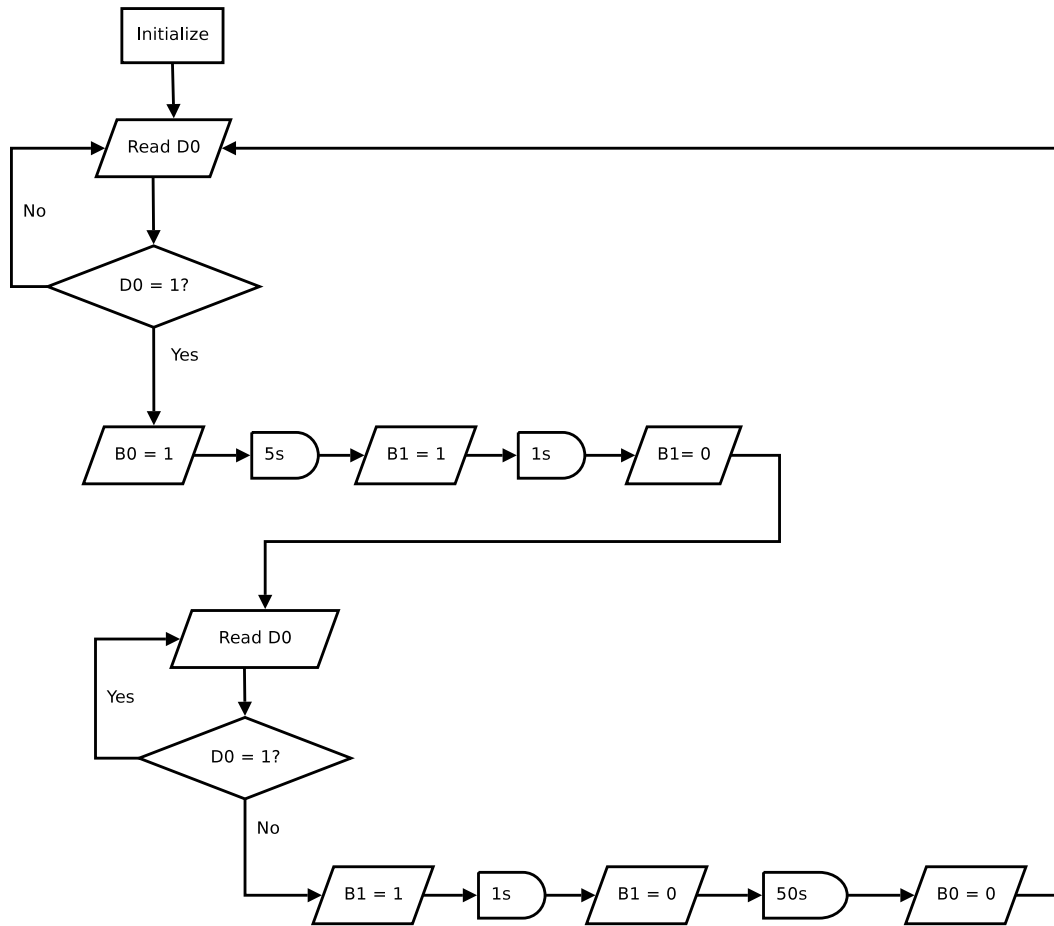 Initialize
Read D0
No
D0 = 1?
Yes
B0 = 1
5s
B1 = 1
1s
B1= 0
Read D0
Yes
D0 = 1?
No
B1 = 1
1s
B1 = 0
50s
B0 = 0